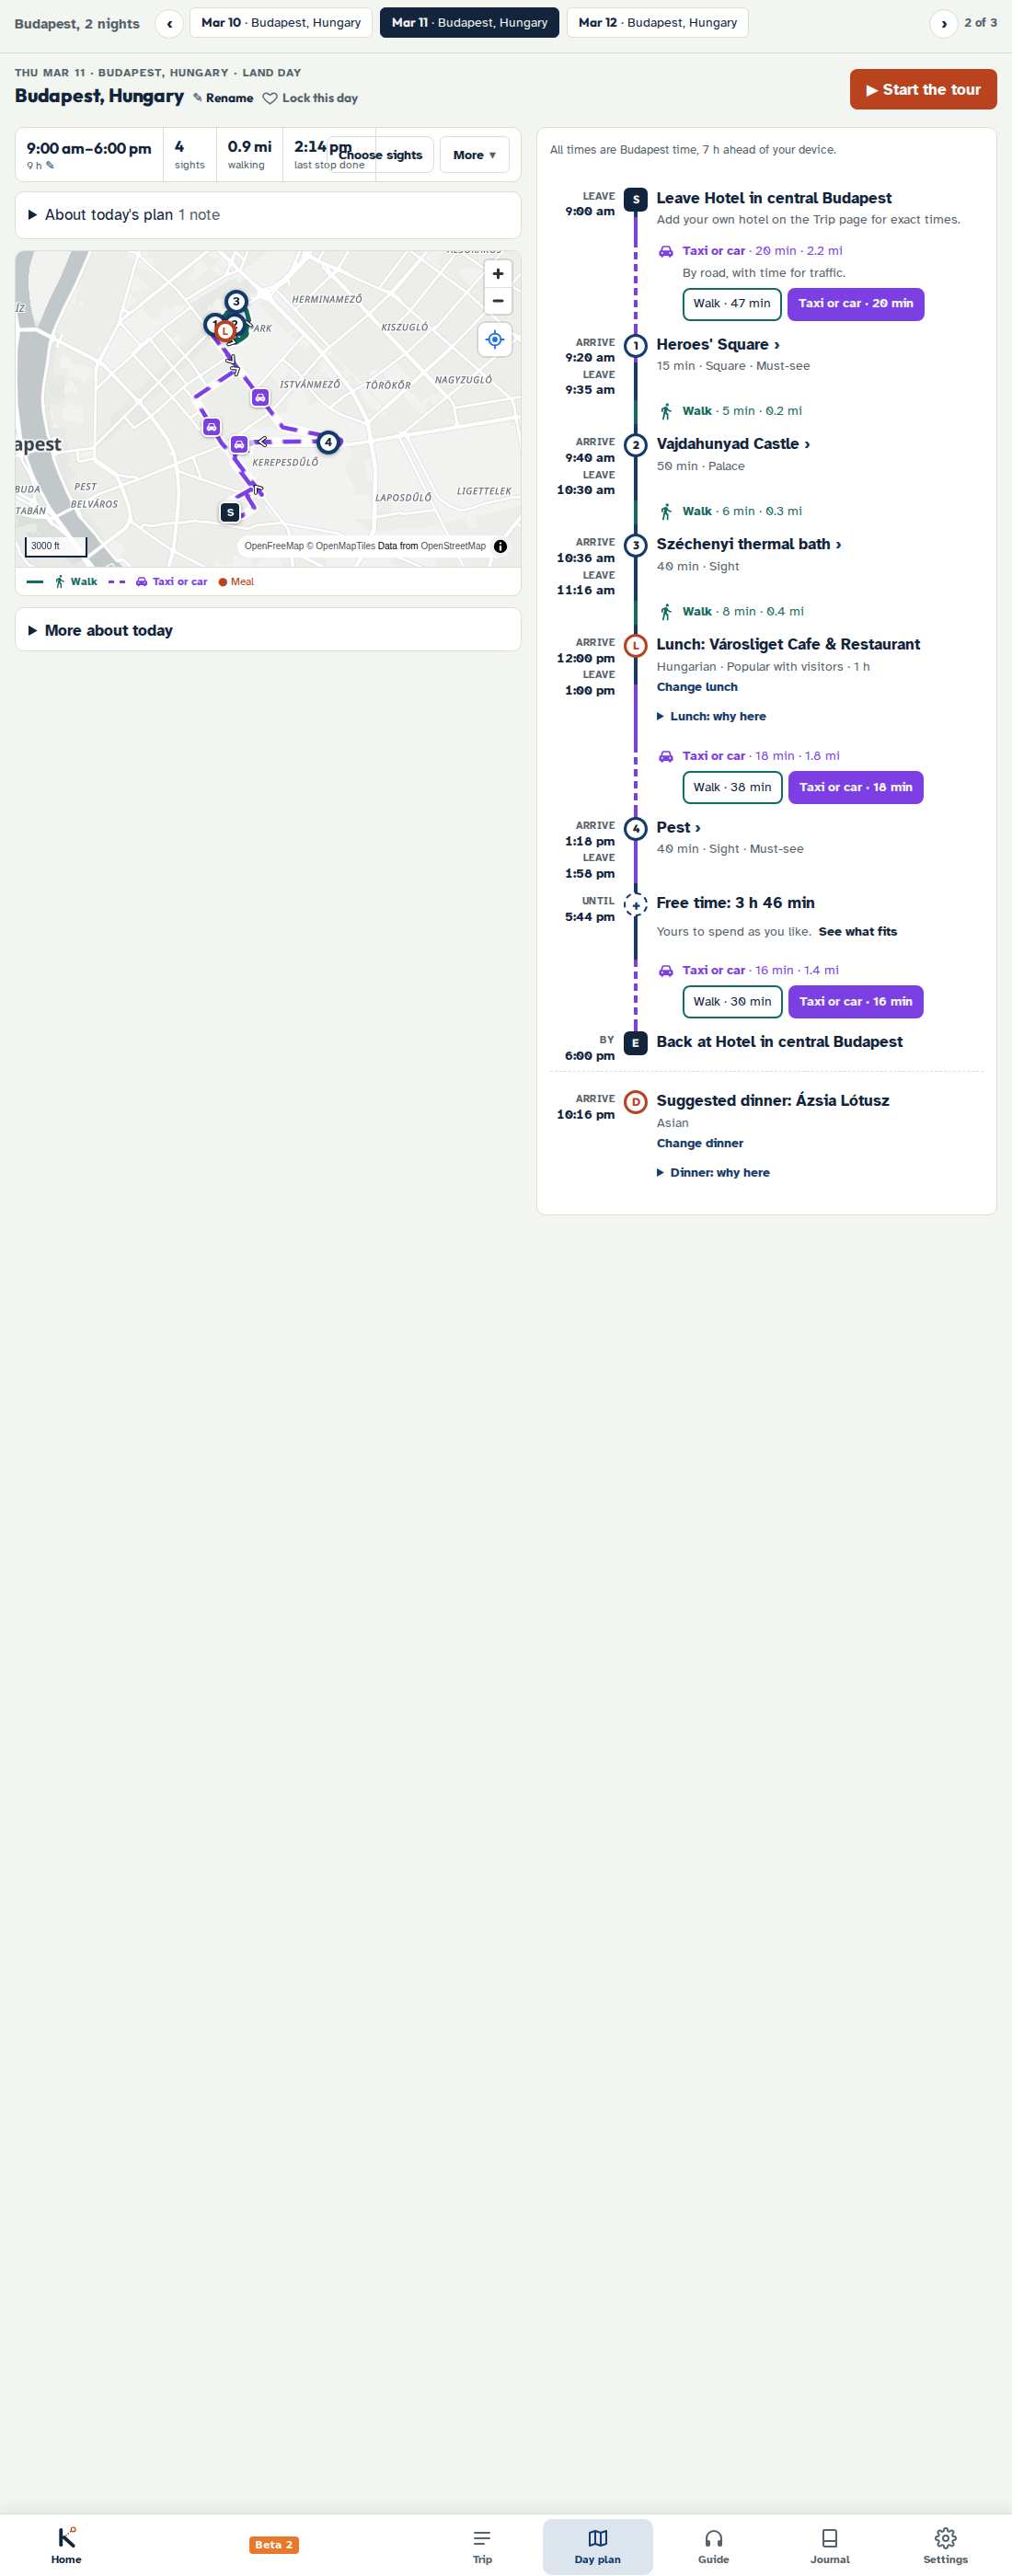 Budapest, 2 nights
‹
Mar 10 · Budapest, Hungary
Mar 11 · Budapest, Hungary
Mar 12 · Budapest, Hungary
›
2 of 3
THU MAR 11 · BUDAPEST, HUNGARY · LAND DAY
Budapest, Hungary ✎ Rename ♡ Lock this day
▶ Start the tour
9:00 am–6:00 pm
9 h ✎
4
sights
0.9 mi
walking
2:14 pm
last stop done
Choose sights
More ▾
▶ About today's plan 1 note
HERMINAMEZŐ
KISZUGLÓ
ISTVÁNMEZŐ
TÖRÖKŐR
NAGYZUGLÓ
KEREPESDŰLŐ
LAPOSDŰLŐ
LIGETTELEK
apest
BUDA
PEST
TABÁN
BELVÁROS
ÍZ
ARK
3
1
2
L
4
S
+
−
3000 ft
OpenFreeMap © OpenMapTiles Data from OpenStreetMap
Walk
Taxi or car
Meal
▶ More about today
All times are Budapest time, 7 h ahead of your device.
LEAVE
9:00 am
S
Leave Hotel in central Budapest
Add your own hotel on the Trip page for exact times.
Taxi or car · 20 min · 2.2 mi
By road, with time for traffic.
Walk · 47 min
Taxi or car · 20 min
ARRIVE
9:20 am
LEAVE
9:35 am
1
Heroes' Square ›
15 min · Square · Must-see
Walk · 5 min · 0.2 mi
ARRIVE
9:40 am
LEAVE
10:30 am
2
Vajdahunyad Castle ›
50 min · Palace
Walk · 6 min · 0.3 mi
ARRIVE
10:36 am
LEAVE
11:16 am
3
Széchenyi thermal bath ›
40 min · Sight
Walk · 8 min · 0.4 mi
ARRIVE
12:00 pm
LEAVE
1:00 pm
L
Lunch: Városliget Cafe & Restaurant
Hungarian · Popular with visitors · 1 h
Change lunch
▶ Lunch: why here
Taxi or car · 18 min · 1.8 mi
Walk · 38 min
Taxi or car · 18 min
ARRIVE
1:18 pm
LEAVE
1:58 pm
4
Pest ›
40 min · Sight · Must-see
UNTIL
5:44 pm
+
Free time: 3 h 46 min
Yours to spend as you like. See what fits
Taxi or car · 16 min · 1.4 mi
Walk · 30 min
Taxi or car · 16 min
BY
6:00 pm
E
Back at Hotel in central Budapest
ARRIVE
10:16 pm
D
Suggested dinner: Ázsia Lótusz
Asian
Change dinner
▶ Dinner: why here
Home
Beta 2
Trip
Day plan
Guide
Journal
Settings